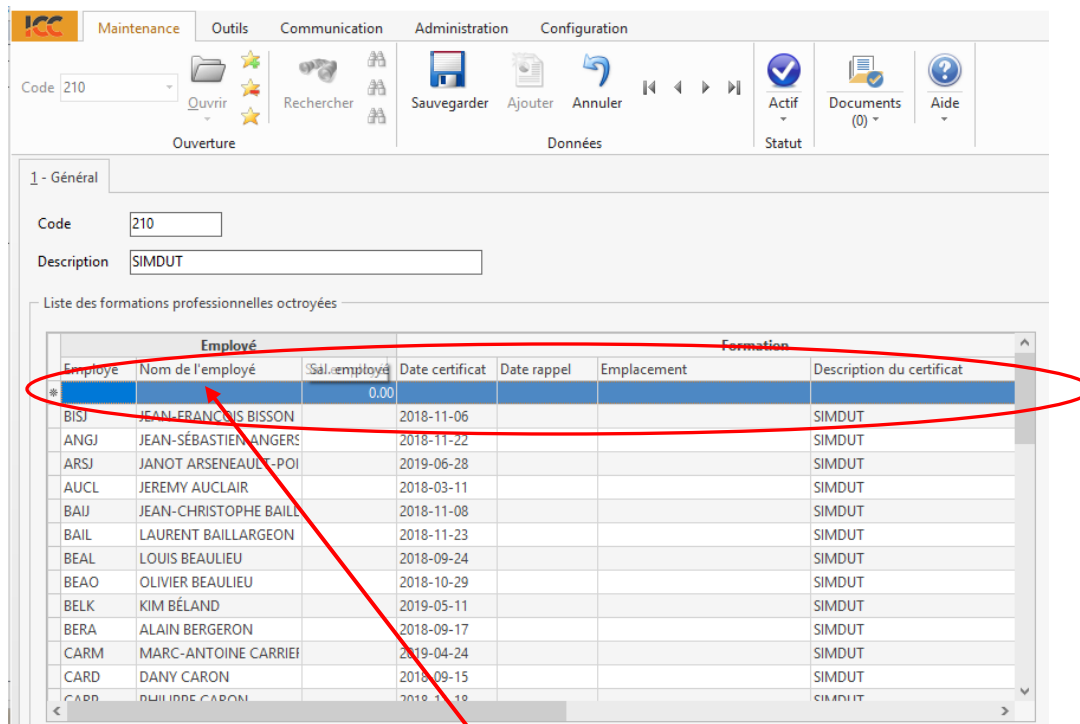 ICC Maintenance Outils Communication Administration Configuration
Code 210
Ouvrir
Rechercher
Sauvegarder Ajouter Annuler
Actif
Documents
(0)
Aide
Ouverture Données Statut
1 - Général
Code 210
Description SIMDUT
Liste des formations professionnelles octroyées
Employé Formation
Employe Nom de l'employé Sal. employé Date certificat Date rappel Emplacement Description du certificat
0.00
BISJ JEAN-FRANÇOIS BISSON 2018-11-06 SIMDUT
ANGJ JEAN-SÉBASTIEN ANGERS 2018-11-22 SIMDUT
ARSJ JANOT ARSENEAULT-POI 2019-06-28 SIMDUT
AUCL JEREMY AUCLAIR 2018-03-11 SIMDUT
BAIJ JEAN-CHRISTOPHE BAILL 2018-11-08 SIMDUT
BAIL LAURENT BAILLARGEON 2018-11-23 SIMDUT
BEAL LOUIS BEAULIEU 2018-09-24 SIMDUT
BEAO OLIVIER BEAULIEU 2018-10-29 SIMDUT
BELK KIM BÉLAND 2019-05-11 SIMDUT
BERA ALAIN BERGERON 2018-09-17 SIMDUT
CARM MARC-ANTOINE CARRIEF 2019-04-24 SIMDUT
CARD DANY CARON 2018-09-15 SIMDUT
PHILIPPE CARON SIMDUT